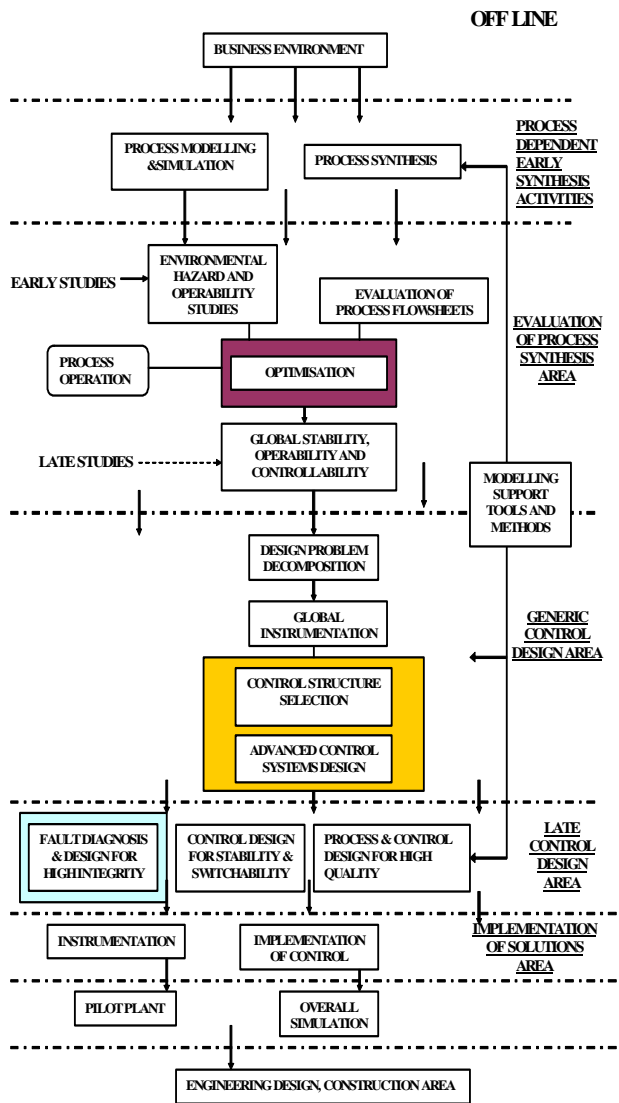 OFF LINE
BUSINESS ENVIRONMENT
PROCESS MODELLING
&SIMULATION
PROCESS SYNTHESIS
PROCESS
DEPENDENT
EARLY
SYNTHESIS
ACTIVITIES
EARLY STUDIES
ENVIRONMENTAL
HAZARD AND
OPERABILITY
STUDIES
EVALUATION OF
PROCESS FLOWSHEETS
EVALUATION
OF PROCESS
SYNTHESIS
AREA
PROCESS
OPERATION
OPTIMISATION
LATE STUDIES
GLOBAL STABILITY,
OPERABILITY AND
CONTROLLABILITY
MODELLING
SUPPORT
TOOLS AND
METHODS
DESIGN PROBLEM
DECOMPOSITION
GLOBAL
INSTRUMENTATION
GENERIC
CONTROL
DESIGN AREA
CONTROL STRUCTURE
SELECTION
ADVANCED CONTROL
SYSTEMS DESIGN
FAULT DIAGNOSIS
& DESIGN FOR
HIGH INTEGRITY
CONTROL DESIGN
FOR STABILITY &
SWITCHABILITY
PROCESS & CONTROL
DESIGN FOR HIGH
QUALITY
LATE
CONTROL
DESIGN
AREA
INSTRUMENTATION
IMPLEMENTATION
OF CONTROL
IMPLEMENTATION
OF SOLUTIONS
AREA
PILOT PLANT
OVERALL
SIMULATION
ENGINEERING DESIGN, CONSTRUCTION AREA